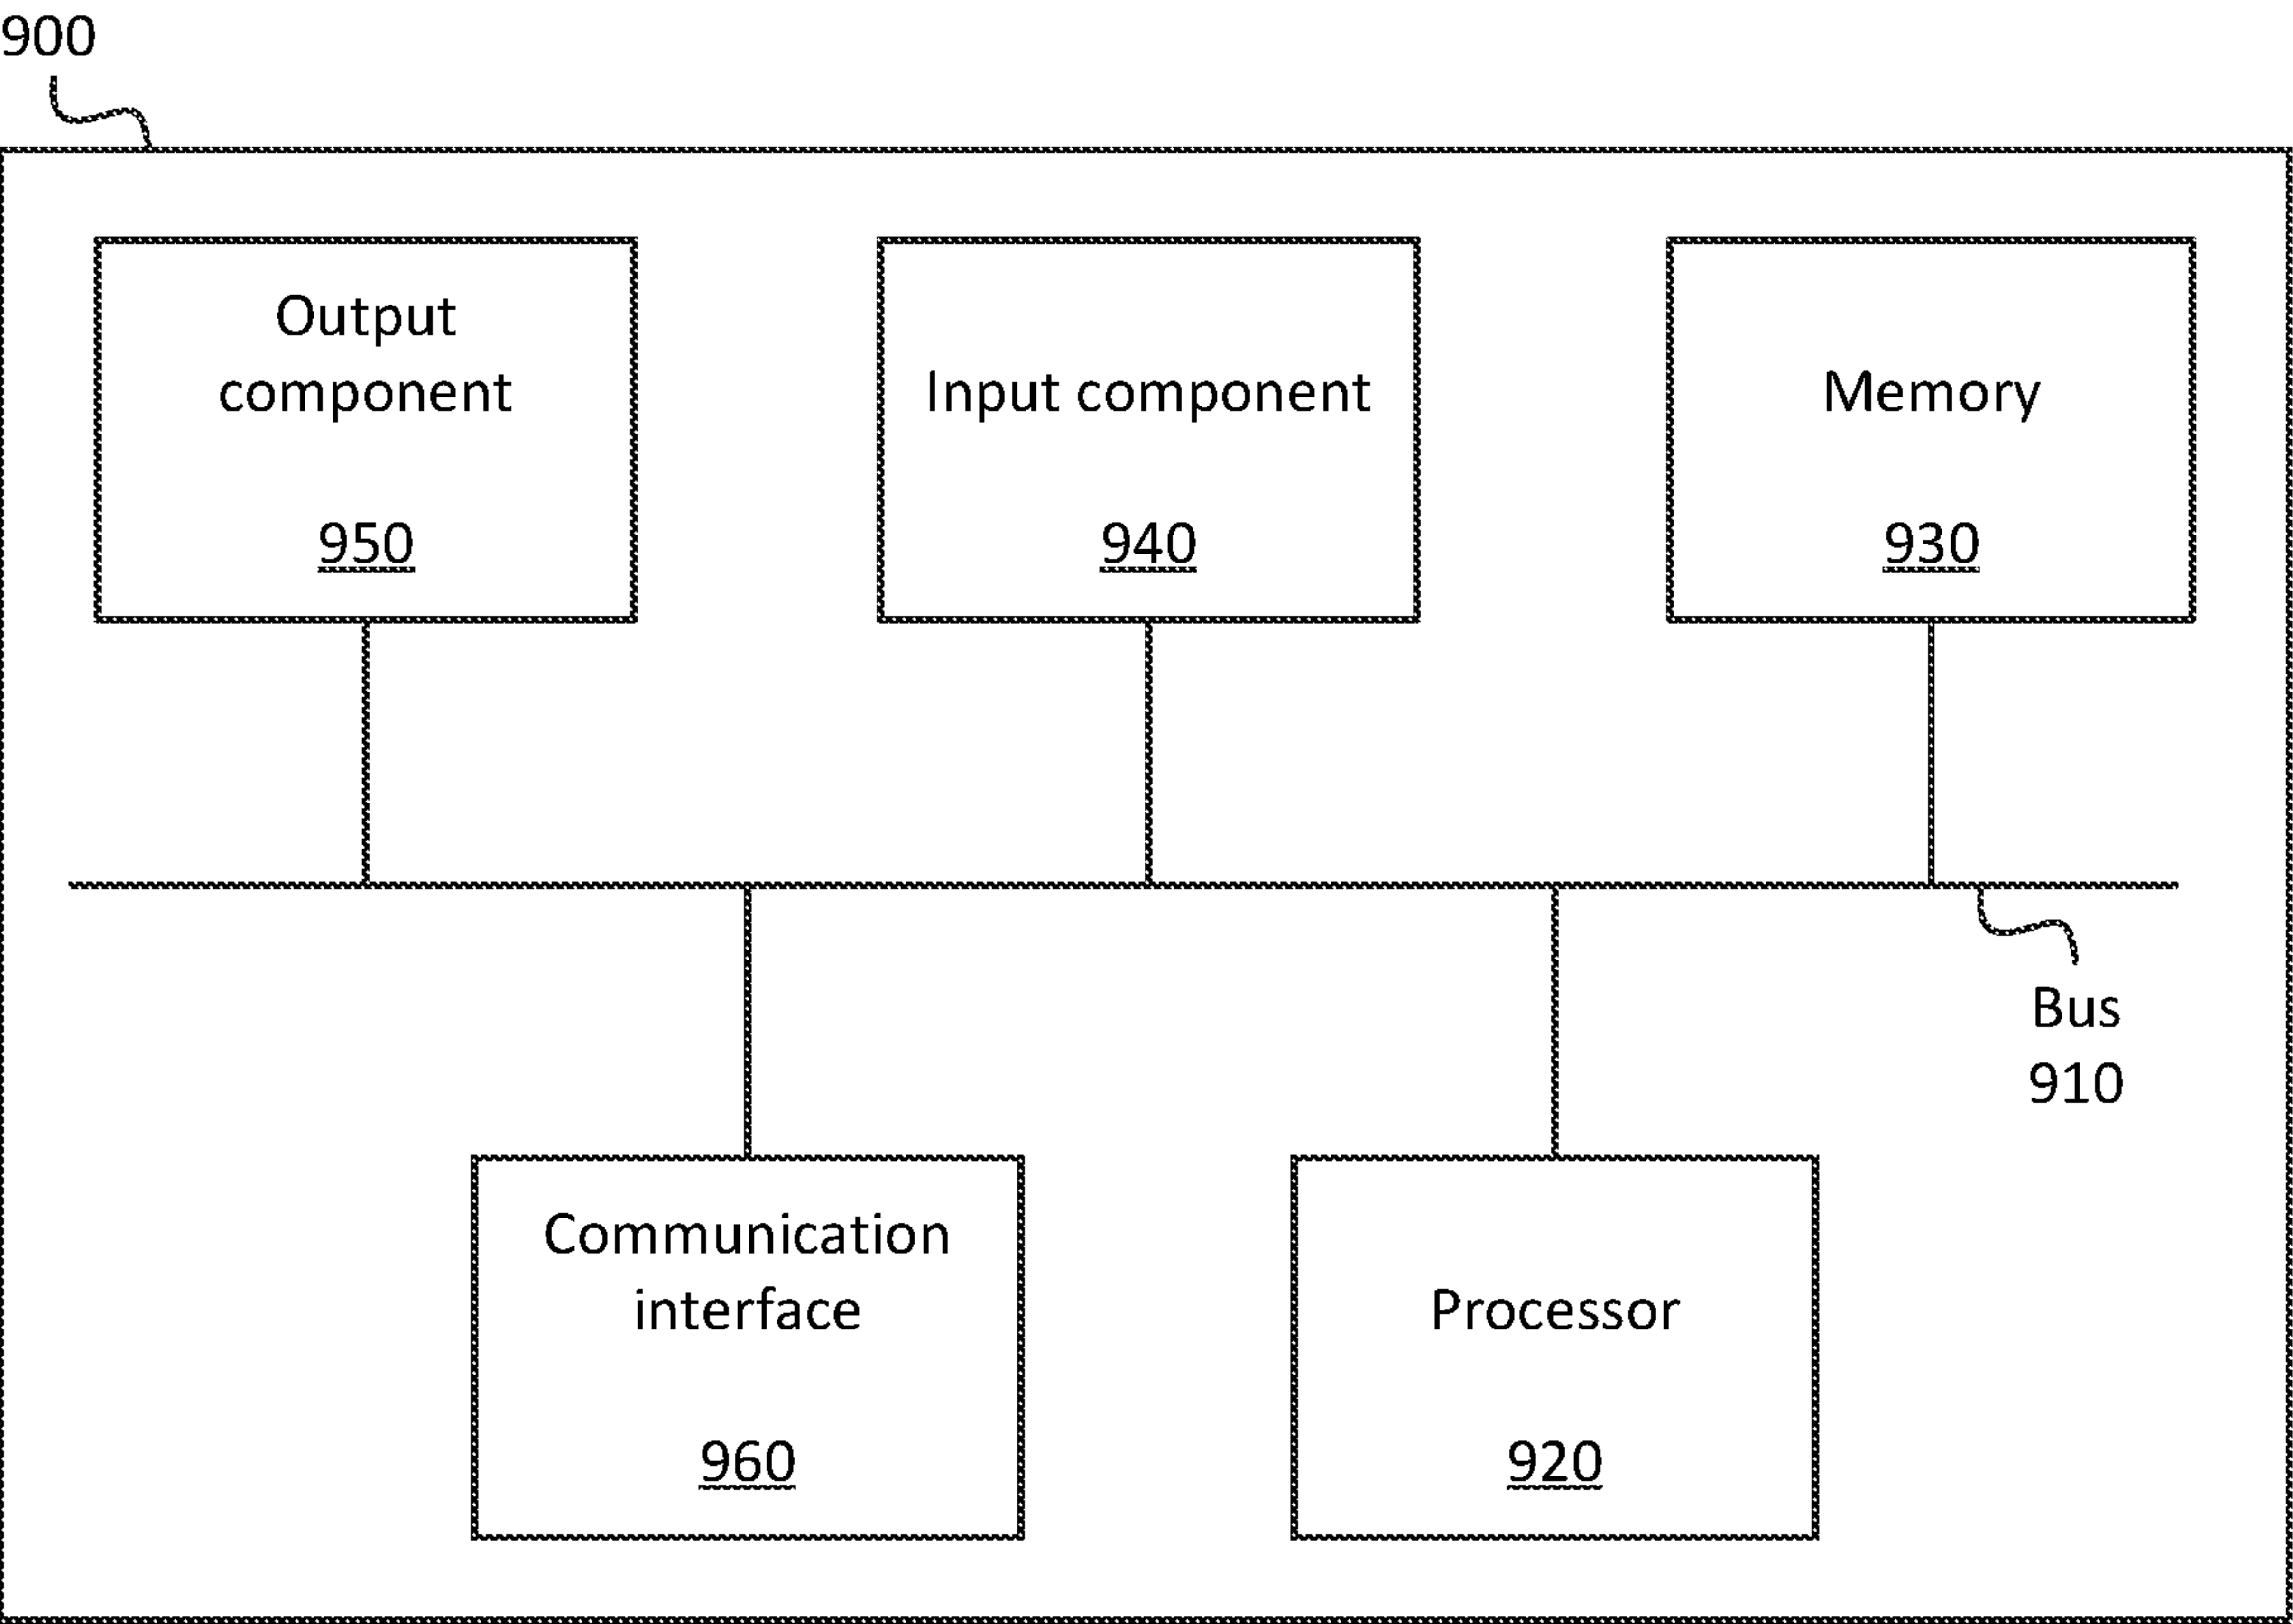 900
Output
component
950
Input component
940
Memory
930
Bus
910
Communication
interface
960
Processor
920